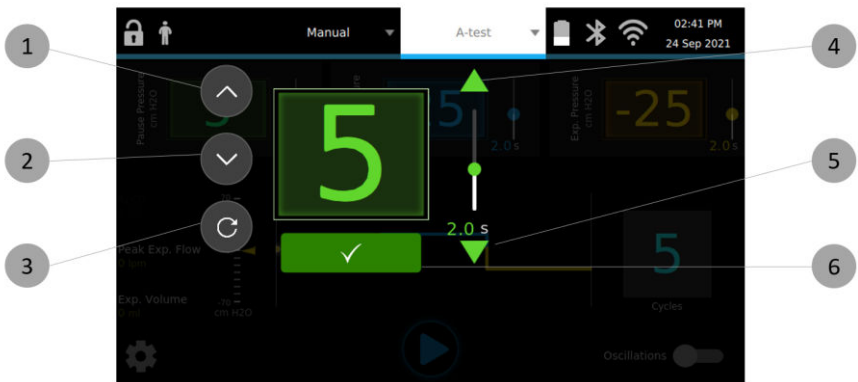 Manual
A-test
02:41 PM
24 Sep 2021
1
2
3
4
5
6
Pause Pressure
cm H2O
5
2.0 s
Exp. Pressure
cm H2O
-25
2.0 s
5
2.0 s
Peak Exp. Flow
Exp. Volume
-70
cm H2O
5
Cycles
Oscillations